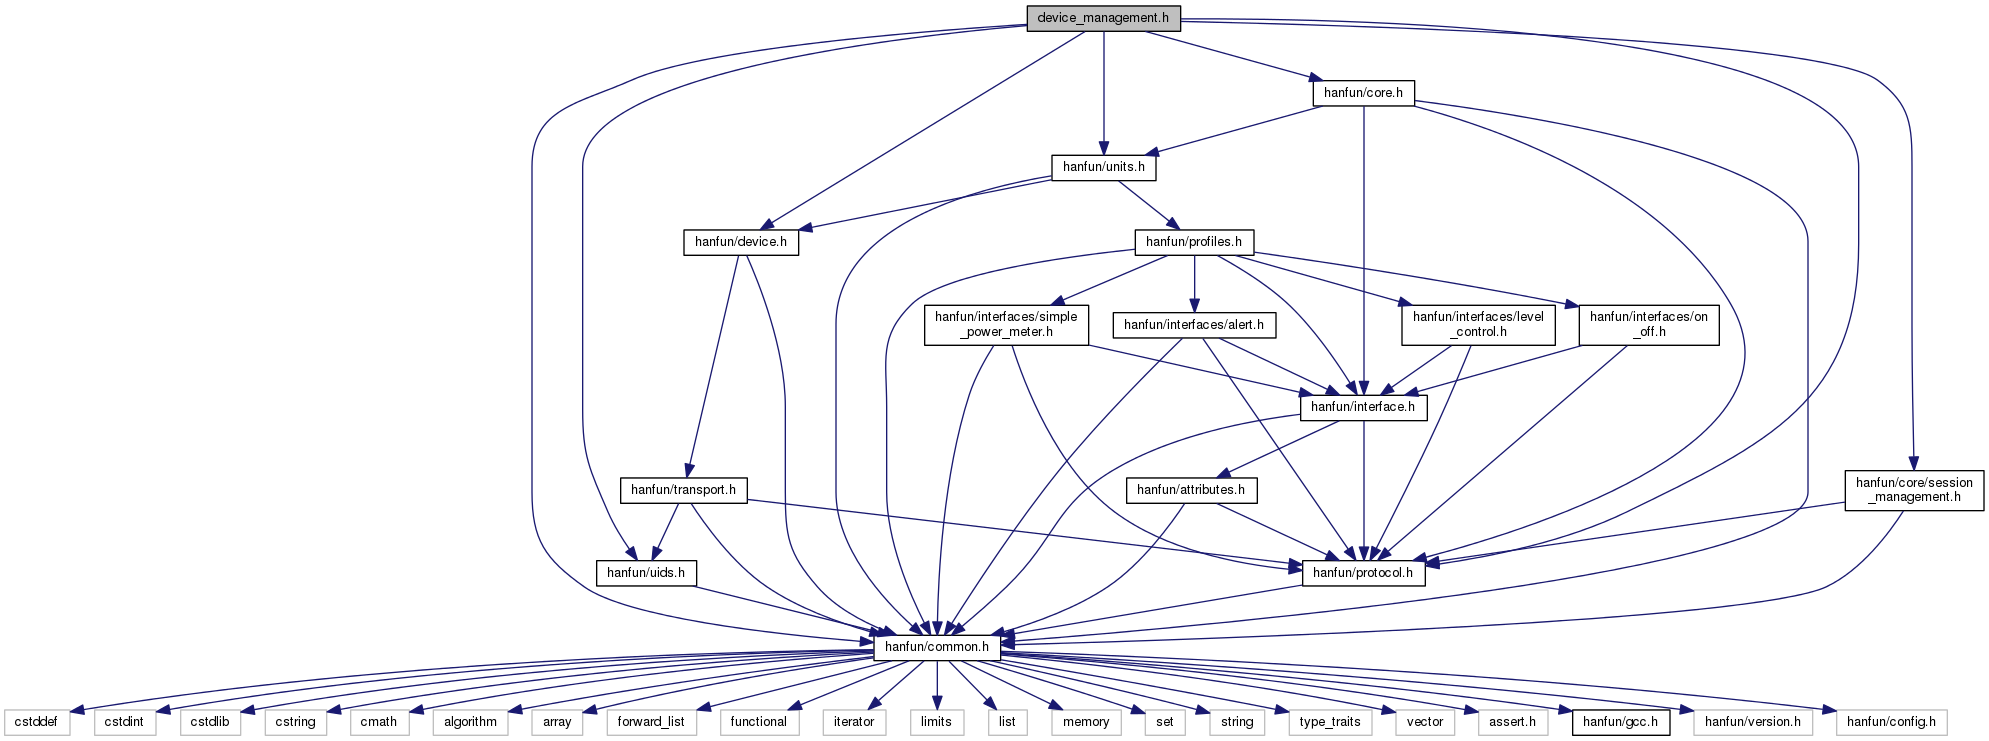 device_management.h
hanfun/core.h
hanfun/units.h
hanfun/device.h
hanfun/profiles.h
hanfun/interfaces/simple
_power_meter.h
hanfun/interfaces/alert.h
hanfun/interfaces/level
_control.h
hanfun/interfaces/on
_off.h
hanfun/interface.h
hanfun/transport.h
hanfun/attributes.h
hanfun/core/session
_management.h
hanfun/uids.h
hanfun/protocol.h
hanfun/common.h
cstddef
cstdint
cstdlib
cstring
cmath
algorithm
array
forward_list
functional
iterator
limits
list
memory
set
string
type_traits
vector
assert.h
hanfun/gcc.h
hanfun/version.h
hanfun/config.h